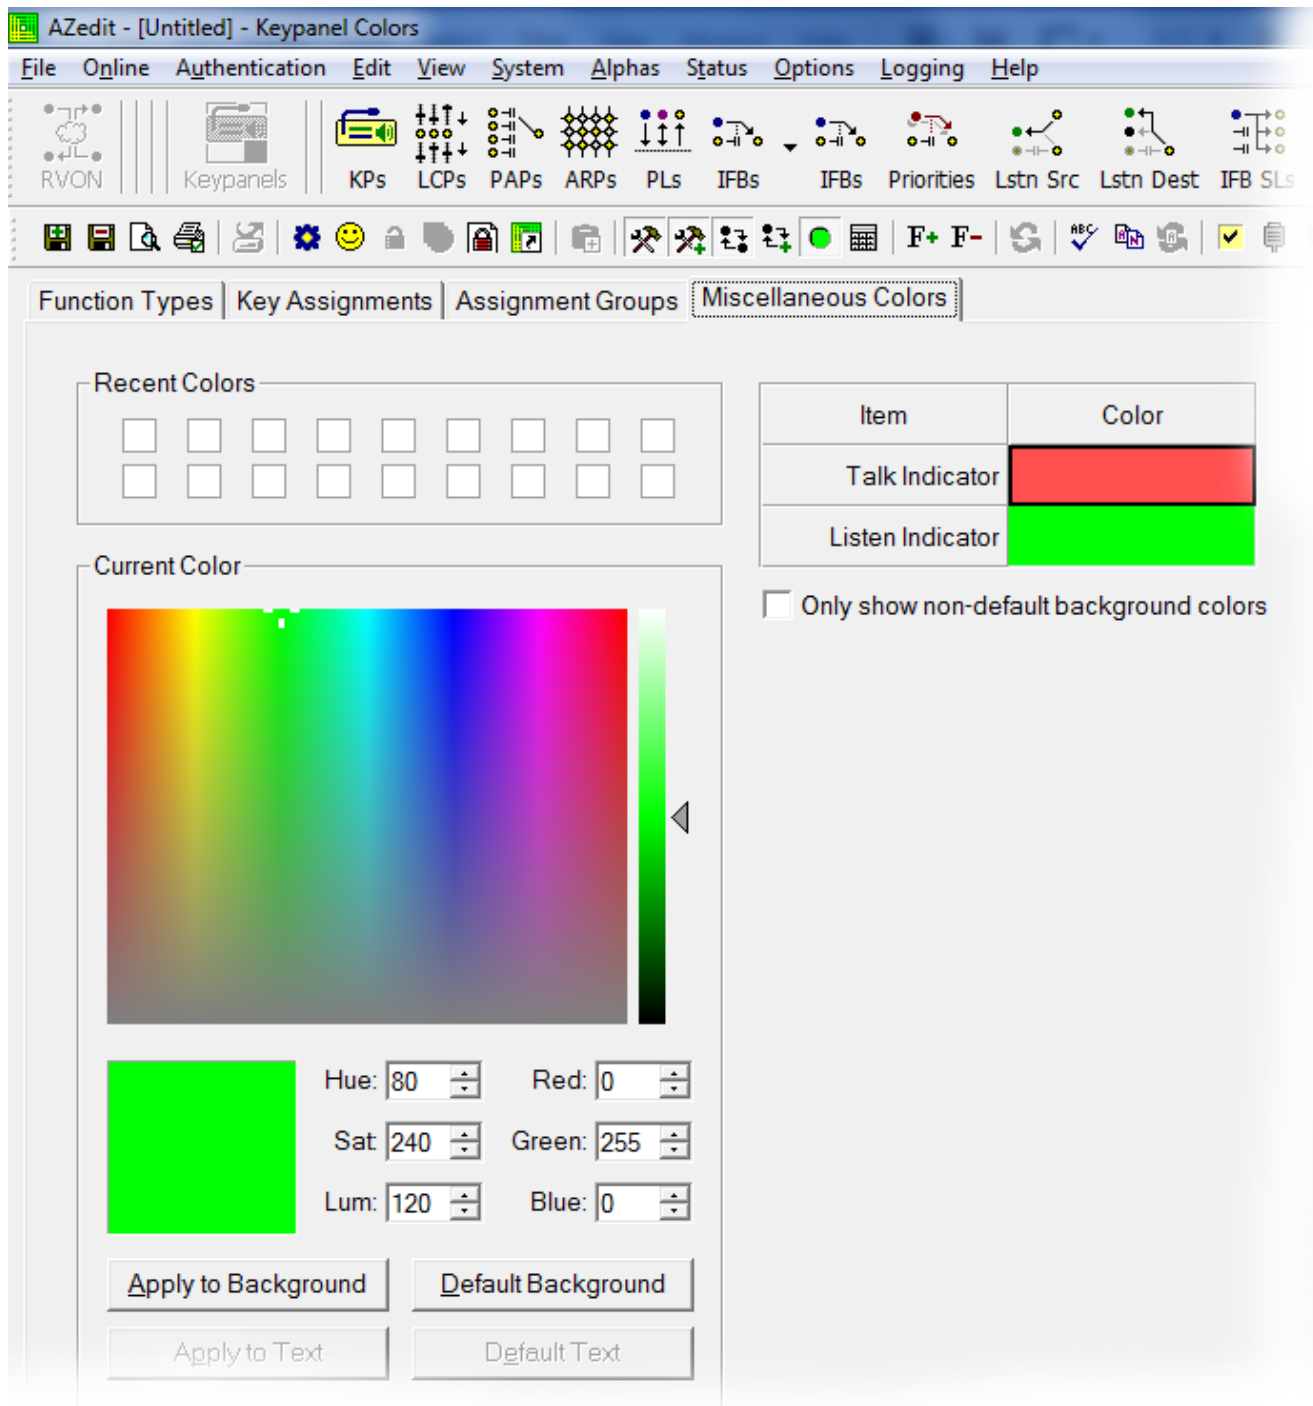 AZedit - [Untitled] - Keypanel Colors
File Online Authentication Edit View System Alphas Status Options Logging Help
RVON Keypanels KPs LCPs PAPs ARPs PLs IFBs IFBs Priorities Lstn Src Lstn Dest IFB SLs
F+ F- ABC
Function Types Key Assignments Assignment Groups Miscellaneous Colors
Recent Colors
Item Color
Talk Indicator
Listen Indicator
Only show non-default background colors
Current Color
Hue: 80 Red: 0
Sat: 240 Green: 255
Lum: 120 Blue: 0
Apply to Background Default Background
Apply to Text Default Text